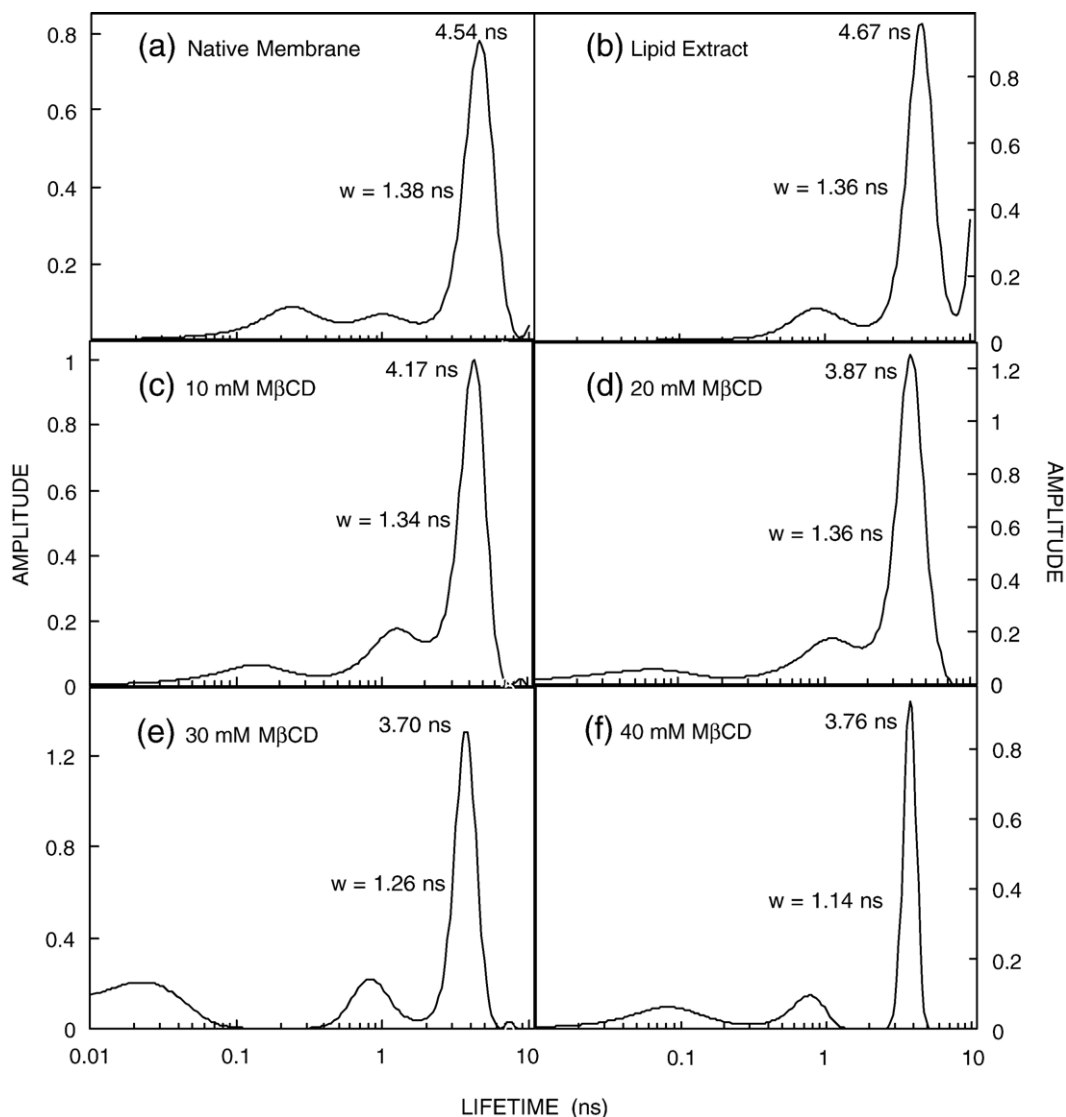 (a) Native Membrane
4.54 ns
w = 1.38 ns
0.8
0.6
0.4
0.2
(b) Lipid Extract
4.67 ns
w = 1.36 ns
0.8
0.6
0.4
0.2
0
(c) 10 mM MβCD
4.17 ns
w = 1.34 ns
1
0.8
0.6
0.4
0.2
0
(d) 20 mM MβCD
3.87 ns
w = 1.36 ns
1.2
1
0.8
0.6
0.4
0.2
0
(e) 30 mM MβCD
3.70 ns
w = 1.26 ns
1.2
0.8
0.4
0
(f) 40 mM MβCD
3.76 ns
w = 1.14 ns
0.8
0.6
0.4
0.2
0
AMPLITUDE
AMPLITUDE
0.01 0.1 1 10 0.1 1 10
LIFETIME (ns)